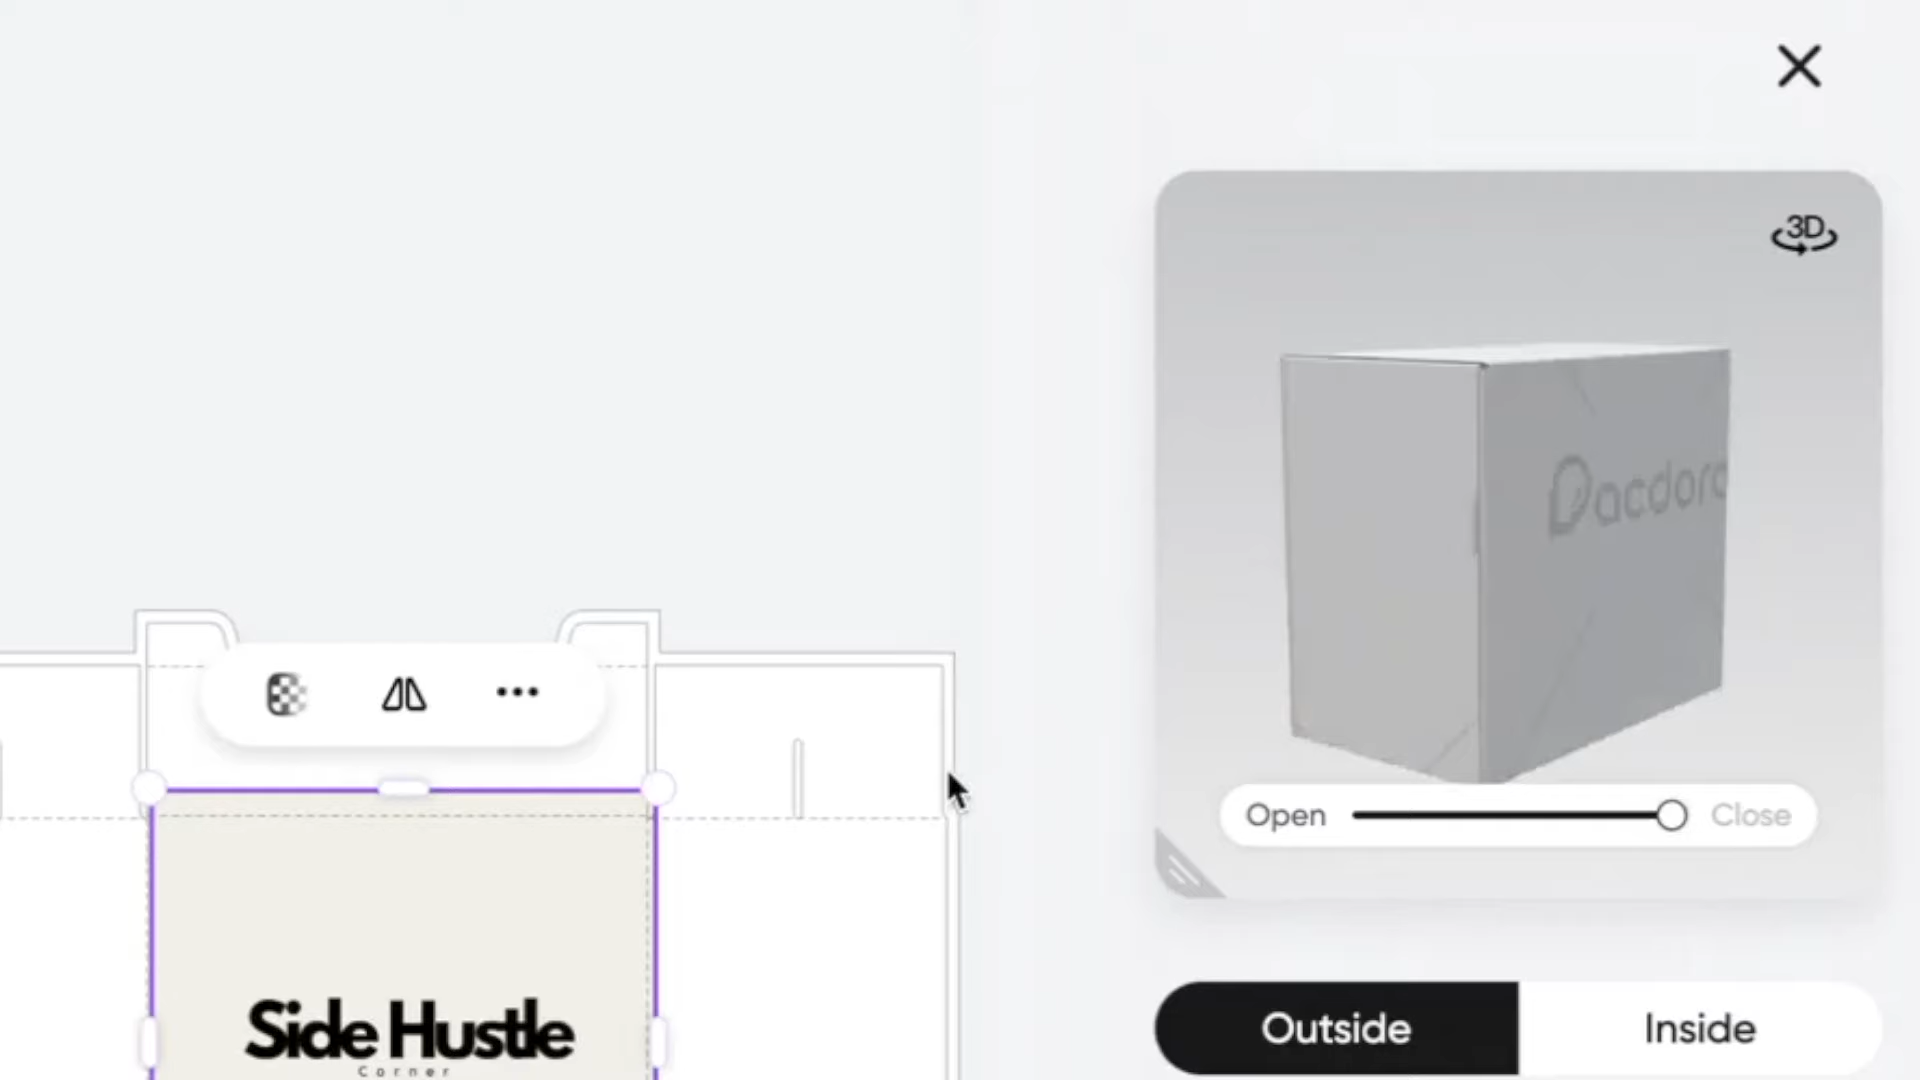 3D
Pacdora
Open
Close
Side Hustle
Corner
Outside
Inside